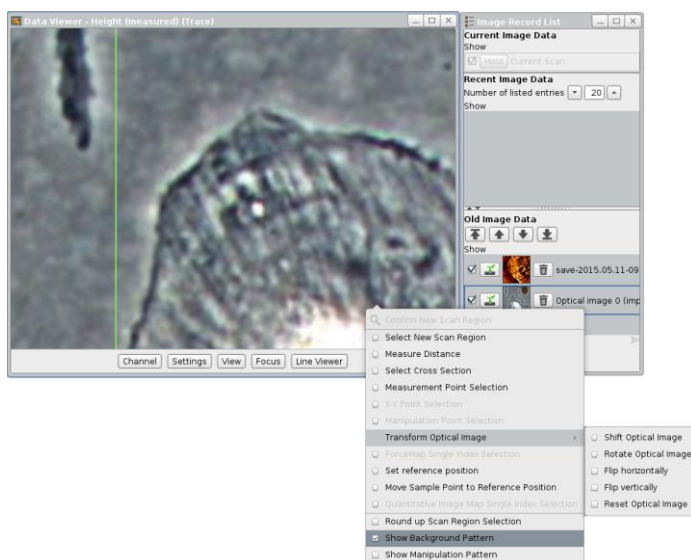 Data Viewer - Height (measured) (Trace)
Channel
Settings
View
Focus
Line Viewer
Image Record List
Current Image Data
Show
Hold Current Scan
Recent Image Data
Number of listed entries 20
Show
Old Image Data
Show
save-2015.05.11-09
Optical image 0 (imp
Confirm New Scan Region
Select New Scan Region
Measure Distance
Select Cross Section
Measurement Point Selection
X-Y Point Selection
Manipulation Point Selection
Transform Optical Image
ForceMap Single Index Selection
Set reference position
Move Sample Point to Reference Position
Quantitative Image Map Single Index Selection
Round up Scan Region Selection
Show Background Pattern
Show Manipulation Pattern
Shift Optical Image
Rotate Optical Image
Flip horizontally
Flip vertically
Reset Optical Image